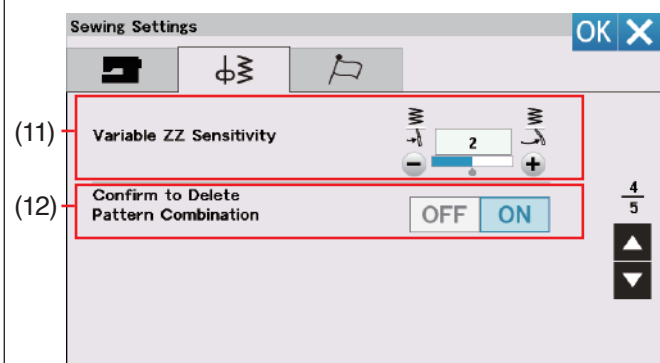 Sewing Settings
OK
(11)
Variable ZZ Sensitivity
2
(12)
Confirm to Delete
Pattern Combination
OFF ON
4
5